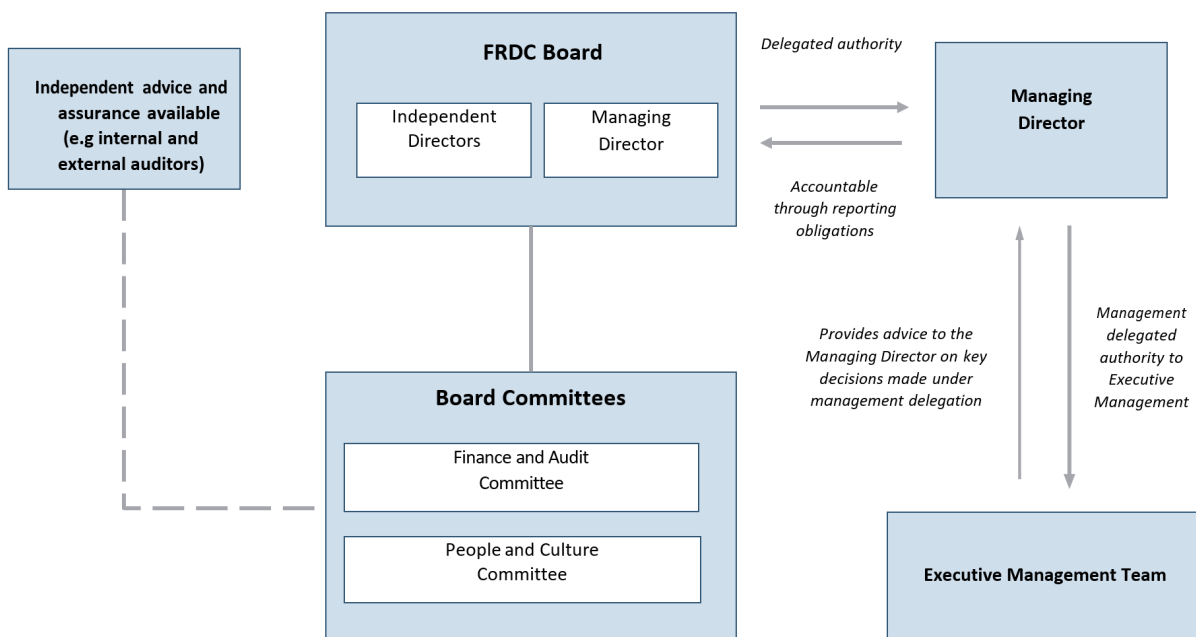 Independent advice and
assurance available
(e.g internal and
external auditors)
FRDC Board
Independent
Directors
Managing
Director
Delegated authority
Accountable
through reporting
obligations
Managing
Director
Provides advice to the
Managing Director on key
decisions made under
management delegation
Management
delegated
authority to
Executive
Management
Board Committees
Finance and Audit
Committee
People and Culture
Committee
Executive Management Team